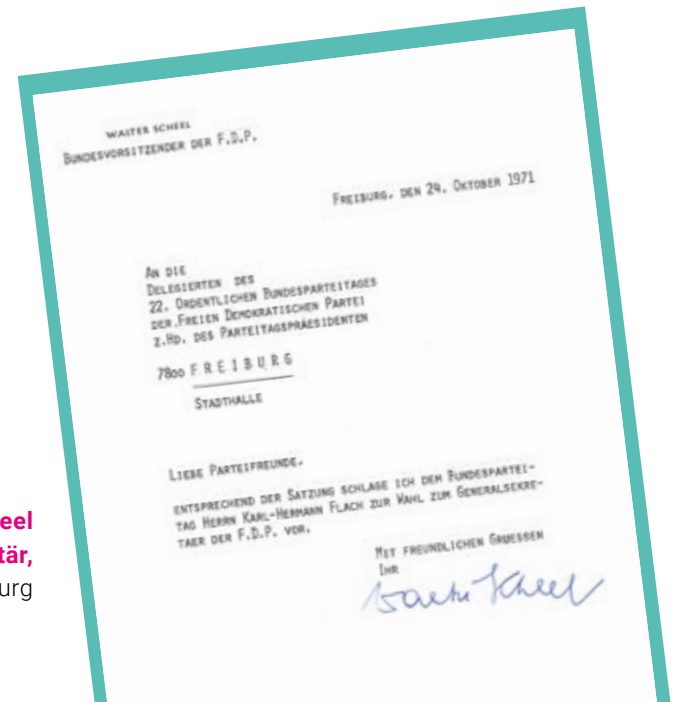 WALTER SCHEEL
BUNDESVORSITZENDER DER F.D.P.
FREIBURG, DEN 24. OKTOBER 1971
AN DIE
DELEGIERTEN DES
22. ORDENTLICHEN BUNDESPARTEITAGES
DER FREIEN DEMOKRATISCHEN PARTEI
Z.HD. DES PARTEITAGSPRAESIDENTEN
7800 F R E I B U R G
STADTHALLE
LIEBE PARTEIFREUNDE,
ENTSPRECHEND DER SATZUNG SCHLAGE ICH DEM BUNDESPARTEI-
TAG HERRN KARL-HERMANN FLACH ZUR WAHL ZUM GENERALSEKRE-
TAER DER F.D.P. VOR.
MIT FREUNDLICHEN GRUESSEN
IHR
Walter Scheel
eel
tär,
urg